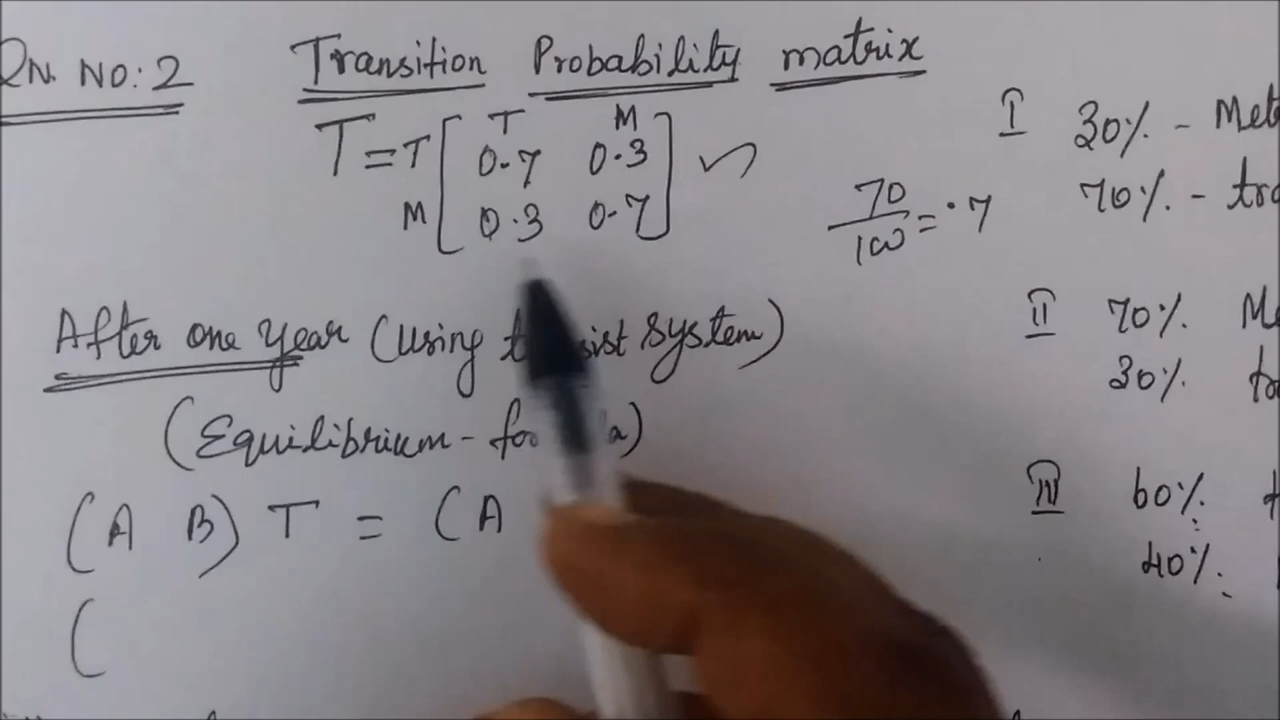 Qn. No: 2
Transition Probability matrix
T M
T = T [ 0.7 0.3 ]
M [ 0.3 0.7 ]
70/100 = .7
I 30% - Met
70% - tra
II 70% M
30%
After one year (Using system)
(Equilibrium -
(A B) T = (A
(
III 60%
40%.